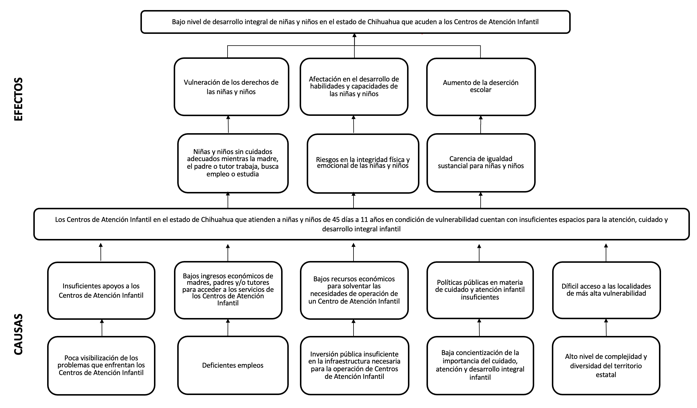 Bajo nivel de desarrollo integral de niñas y niños en el estado de Chihuahua que acuden a los Centros de Atención Infantil
EFECTOS
Vulneración de los derechos de
las niñas y niños
Afectación en el desarrollo de
habilidades y capacidades de
las niñas y niños
Aumento de la deserción
escolar
Niñas y niños sin cuidados
adecuados mientras la madre,
el padre o tutor trabaja, busca
empleo o estudia
Riesgos en la integridad física y
emocional de las niñas y niños
Carencia de igualdad
sustancial para niñas y niños
Los Centros de Atención Infantil en el estado de Chihuahua que atienden a niñas y niños de 45 días a 11 años en condición de vulnerabilidad cuentan con insuficientes espacios para la atención, cuidado y
desarrollo integral infantil
CAUSAS
Insuficientes apoyos a los
Centros de Atención Infantil
Bajos ingresos económicos de
madres, padres y/o tutores
para acceder a los servicios de
los Centros de Atención
Infantil
Bajos recursos económicos
para solventar las
necesidades de operación de
un Centro de Atención Infantil
Políticas públicas en materia
de cuidado y atención infantil
insuficientes
Difícil acceso a las localidades
de más alta vulnerabilidad
Poca visibilización de los
problemas que enfrentan los
Centros de Atención Infantil
Deficientes empleos
Inversión pública insuficiente
en la infraestructura necesaria
para la operación de Centros
de Atención Infantil
Baja concientización de la
importancia del cuidado,
atención y desarrollo integral
infantil
Alto nivel de complejidad y
diversidad del territorio
estatal